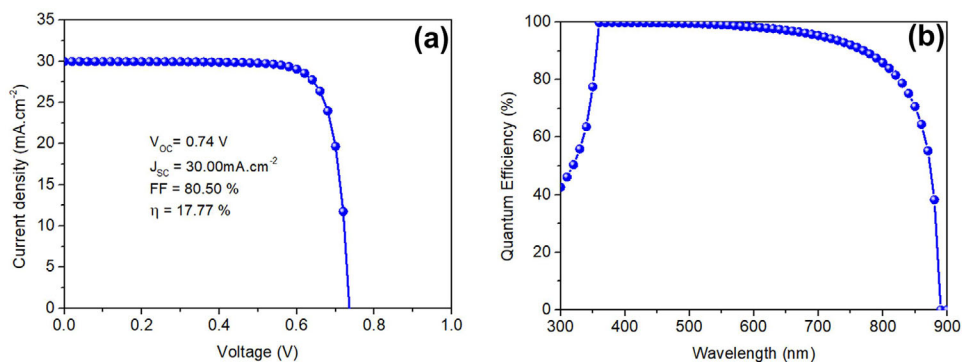 (a)
Current density (mA.cm-2)
35
30
25
20
15
10
5
0
VOC= 0.74 V
JSC = 30.00mA.cm-2
FF = 80.50 %
η = 17.77 %
0.0 0.2 0.4 0.6 0.8 1.0
Voltage (V)
(b)
Quantum Efficiency (%)
100
80
60
40
20
0
300 400 500 600 700 800 900
Wavelength (nm)